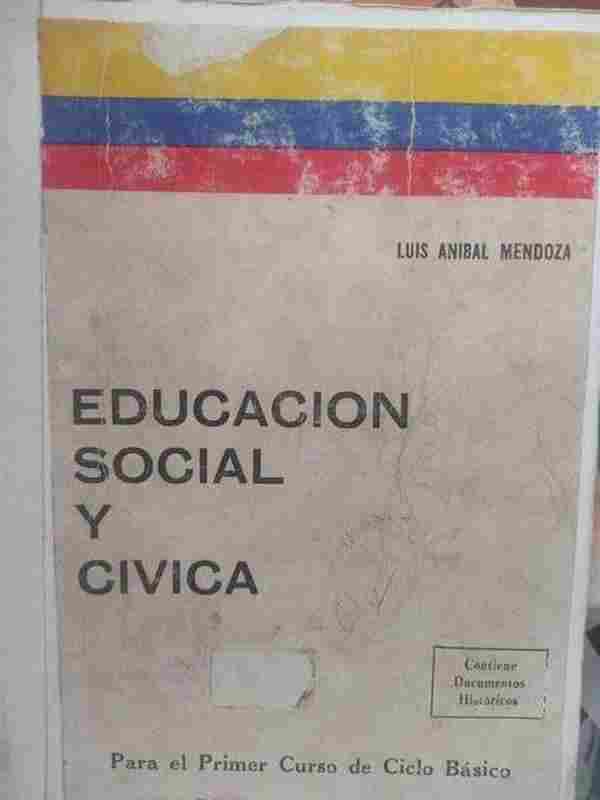 LUIS ANIBAL MENDOZA
EDUCACION
SOCIAL
Y
CIVICA
Contiene
Documentos
Históricos
Para el Primer Curso de Ciclo Básico